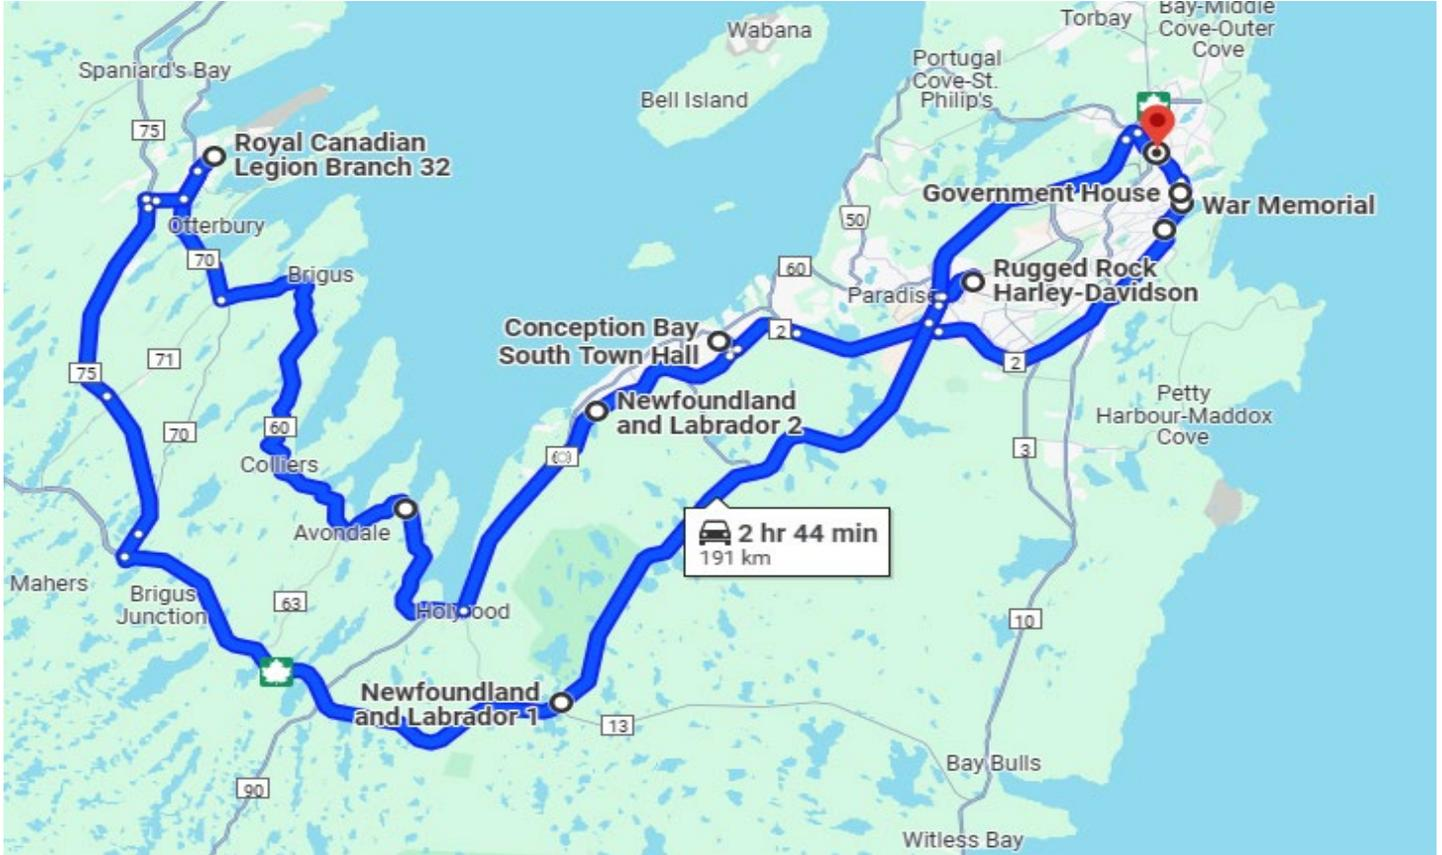 Bay-Middle
Cove-Outer
Cove
Torbay
Wabana
Portugal
Cove-St.
Philip's
Spaniard's Bay
Bell Island
75
Royal Canadian
Legion Branch 32
Government House
War Memorial
50
Otterbury
70
Brigus
60
Rugged Rock
Harley-Davidson
Paradise
Conception Bay
South Town Hall
2
71
75
2
Petty
Harbour-Maddox
Cove
Newfoundland
and Labrador 2
60
70
3
Colliers
Avondale
2 hr 44 min
191 km
Mahers
Brigus
Junction
63
Holyrood
10
Newfoundland
and Labrador 1
13
Bay Bulls
90
Witless Bay